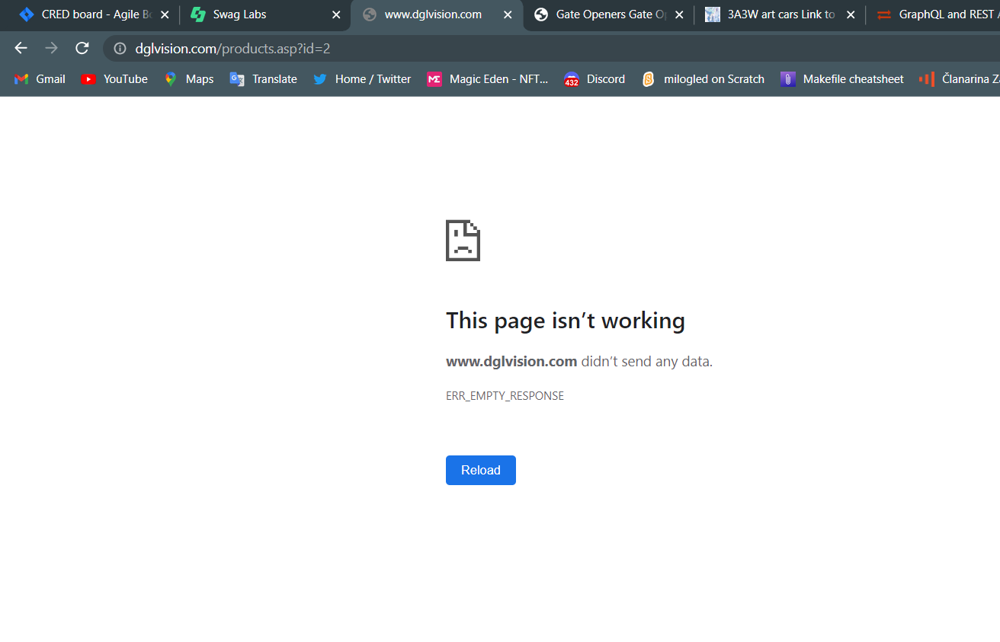 CRED board - Agile Bo
Swag Labs
www.dglvision.com
Gate Openers Gate Op
3A3W art cars Link to
GraphQL and REST A
dglvision.com/products.asp?id=2
Gmail
YouTube
Maps
Translate
Home / Twitter
Magic Eden - NFT...
432
Discord
milogled on Scratch
Makefile cheatsheet
Članarina Za
This page isn’t working
www.dglvision.com didn’t send any data.
ERR_EMPTY_RESPONSE
Reload